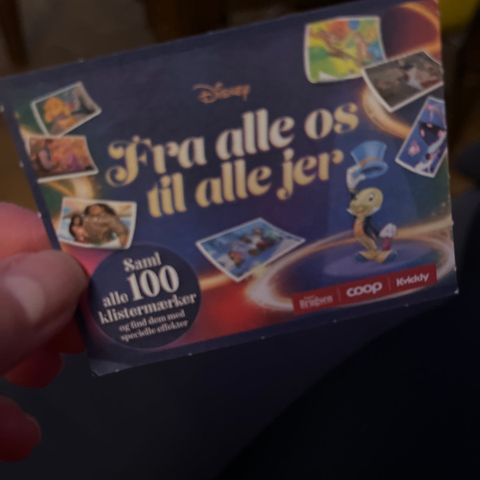 Disney
Fra alle os
til alle jer
Saml
alle 100
klistermærker
og find dem med
specielle effekter
Brugsen
coop
Kvickly